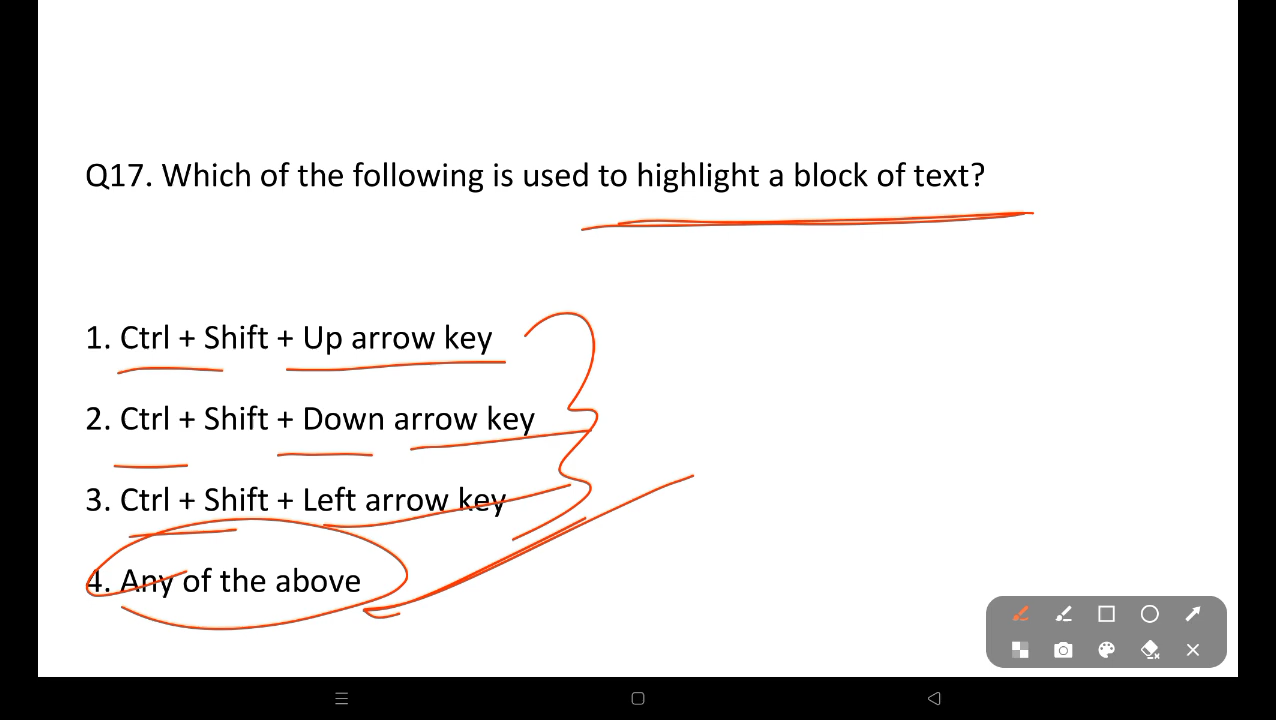 Q17. Which of the following is used to highlight a block of text?
1. Ctrl + Shift + Up arrow key
2. Ctrl + Shift + Down arrow key
3. Ctrl + Shift + Left arrow key
4. Any of the above